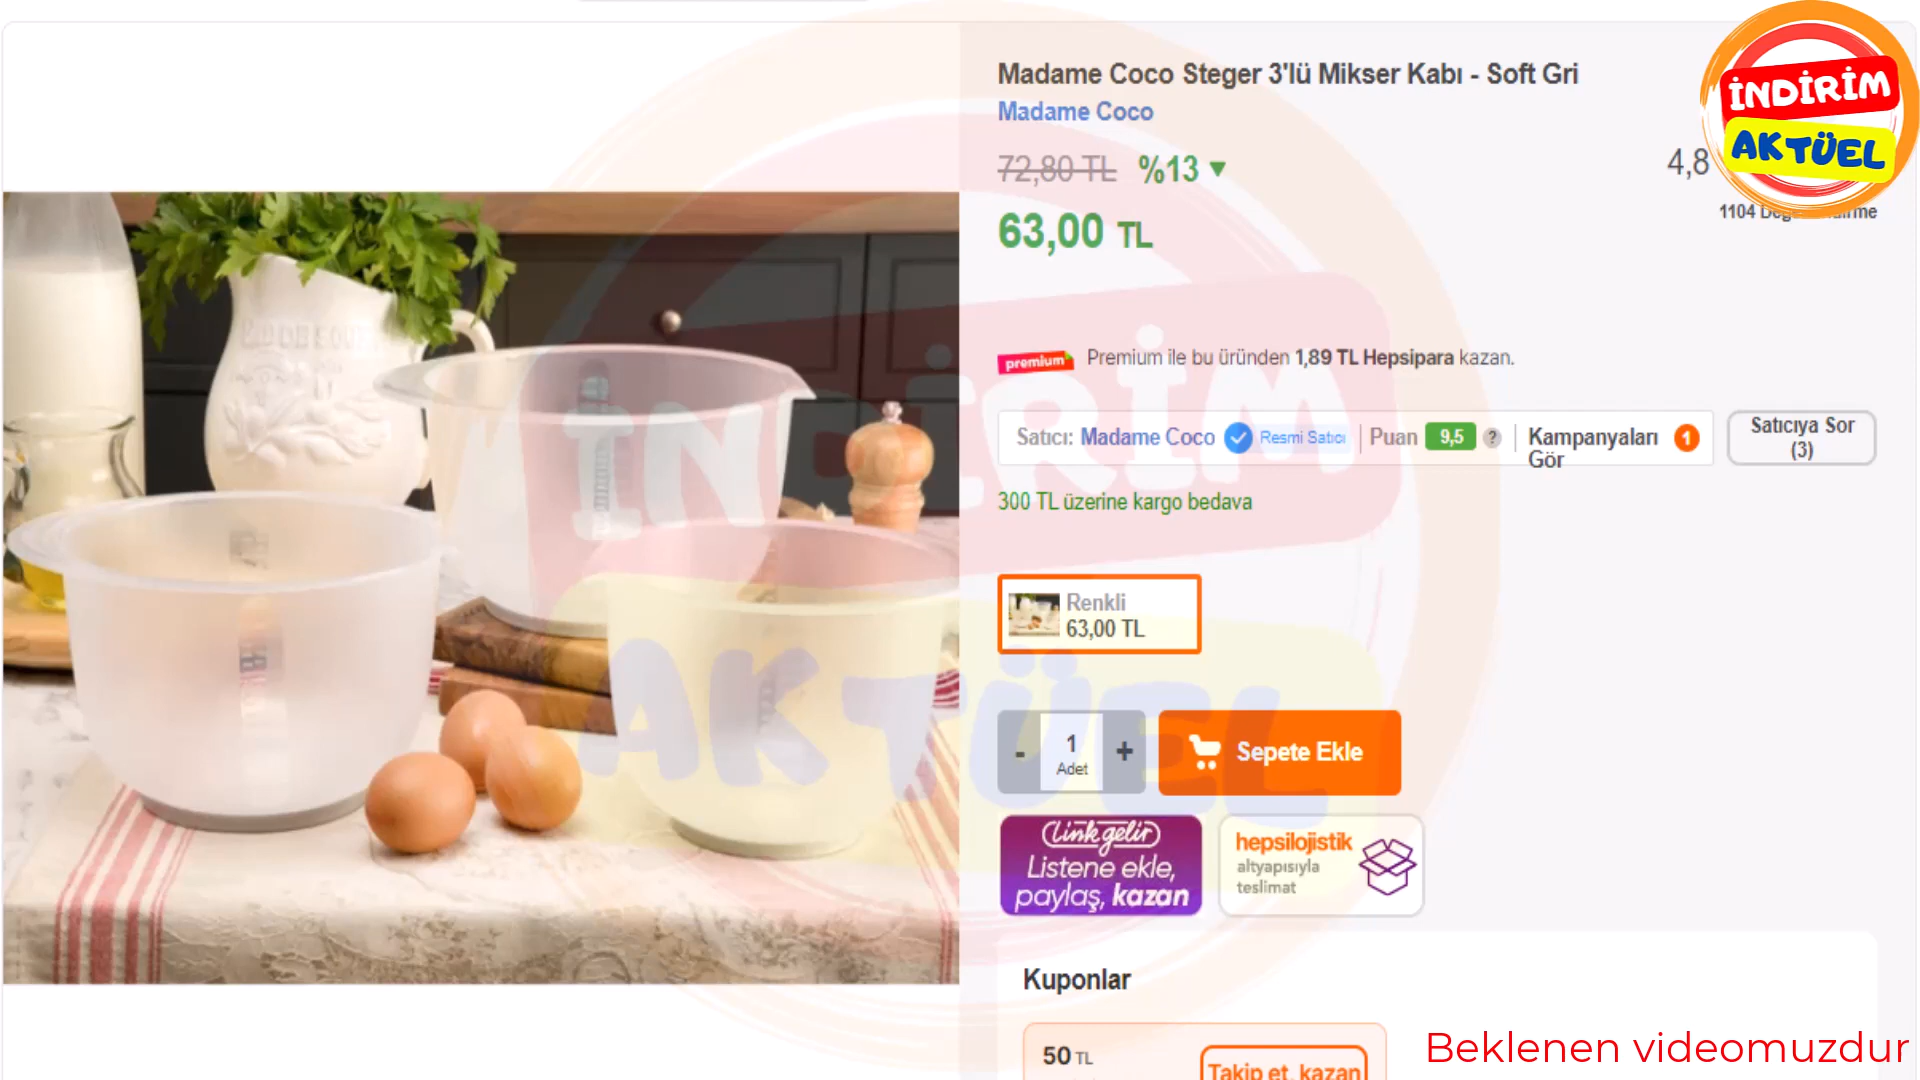 Madame Coco Steger 3'lü Mikser Kabı - Soft Gri
Madame Coco
72,80 TL %13
63,00 TL
4,8
1104
İNDİRİM
AKTÜEL
premium Premium ile bu üründen 1,89 TL Hepsipara kazan.
Satıcı: Madame Coco Resmi Satıcı Puan 9,5 ? Kampanyaları Gör 1
Satıcıya Sor
(3)
300 TL üzerine kargo bedava
Renkli
63,00 TL
- 1 Adet +
Sepete Ekle
Linkgelir
Listene ekle,
paylaş, kazan
hepsilojistik
altyapısıyla
teslimat
Kuponlar
50 TL
Takip et, kazan
Beklenen videomuzdur
İNDİRİM
AKTÜEL